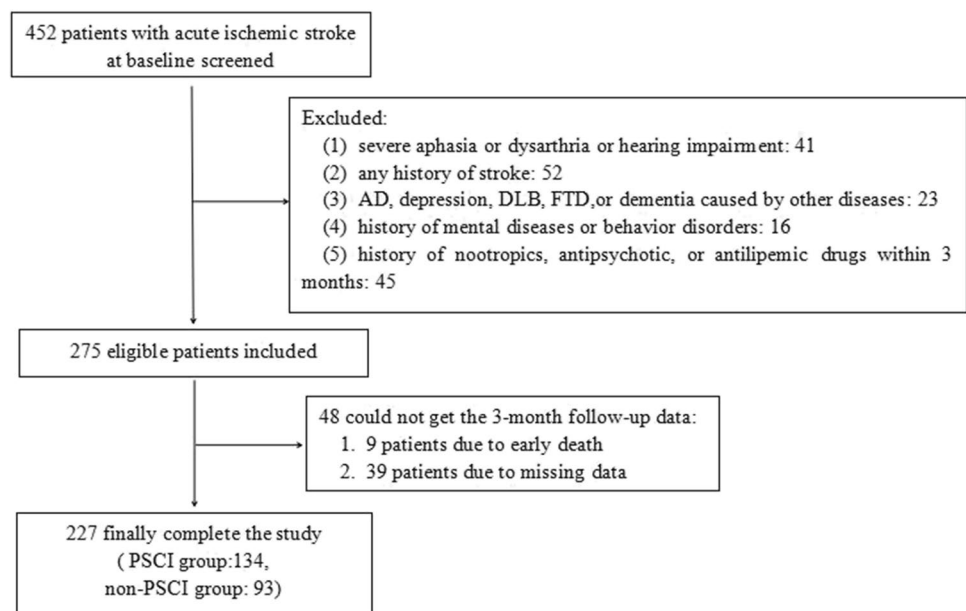 452 patients with acute ischemic stroke
at baseline screened
Excluded:
(1) severe aphasia or dysarthria or hearing impairment: 41
(2) any history of stroke: 52
(3) AD, depression, DLB, FTD,or dementia caused by other diseases: 23
(4) history of mental diseases or behavior disorders: 16
(5) history of nootropics, antipsychotic, or antilipemic drugs within 3
months: 45
275 eligible patients included
48 could not get the 3-month follow-up data:
1. 9 patients due to early death
2. 39 patients due to missing data
227 finally complete the study
( PSCI group:134,
non-PSCI group: 93)